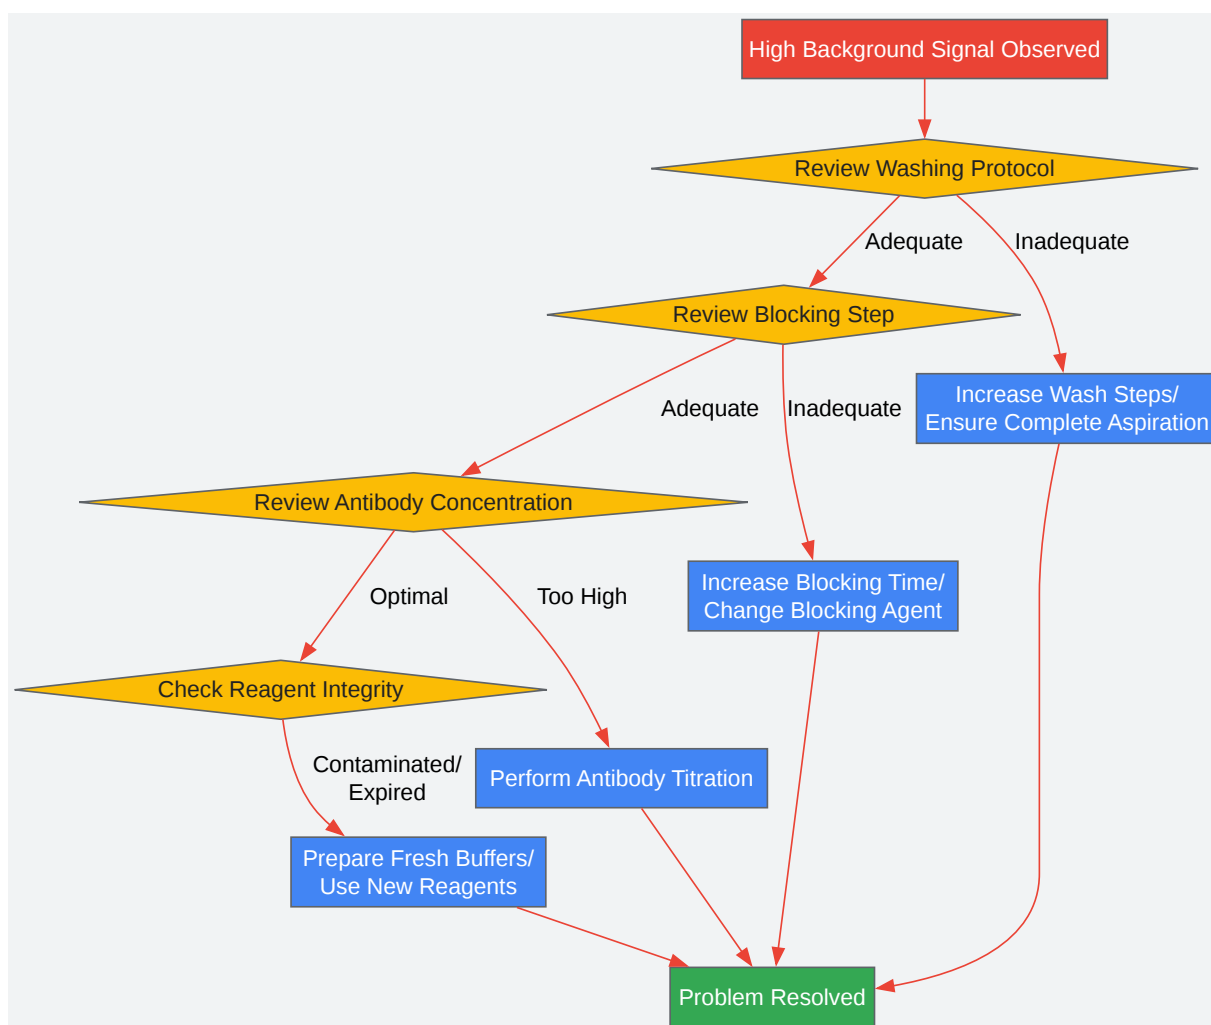 High Background Signal Observed
Review Washing Protocol
Adequate
Inadequate
Review Blocking Step
Increase Wash Steps/
Ensure Complete Aspiration
Adequate
Inadequate
Review Antibody Concentration
Increase Blocking Time/
Change Blocking Agent
Optimal
Too High
Check Reagent Integrity
Contaminated/
Expired
Perform Antibody Titration
Prepare Fresh Buffers/
Use New Reagents
Problem Resolved